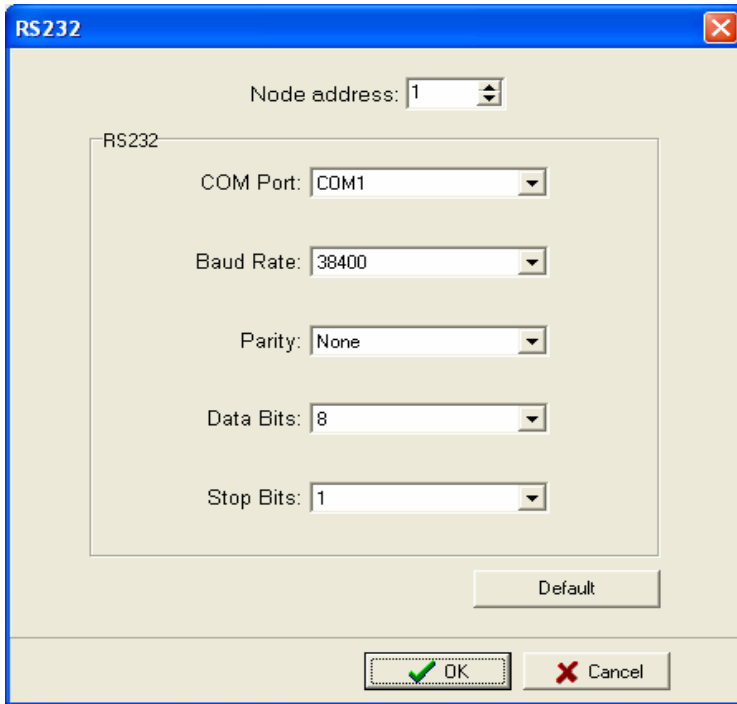 RS232
Node address: 1
RS232
COM Port: COM1
Baud Rate: 38400
Parity: None
Data Bits: 8
Stop Bits: 1
Default
OK Cancel